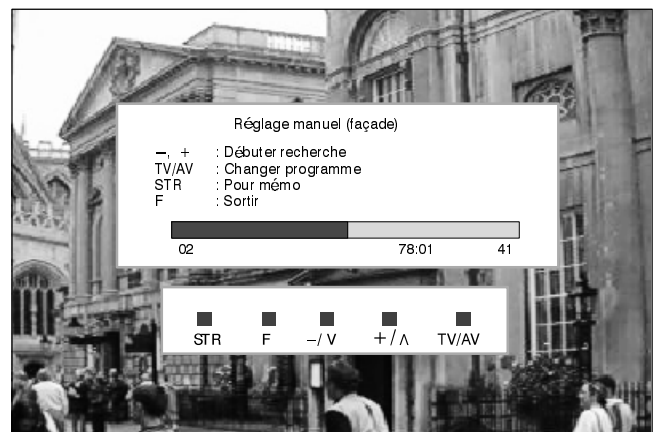 Réglage manuel (façade)
−, + : Débuter recherche
TV/AV : Changer programme
STR : Pour mémo
F : Sortir
02 78:01 41
STR F −/V +/Λ TV/AV